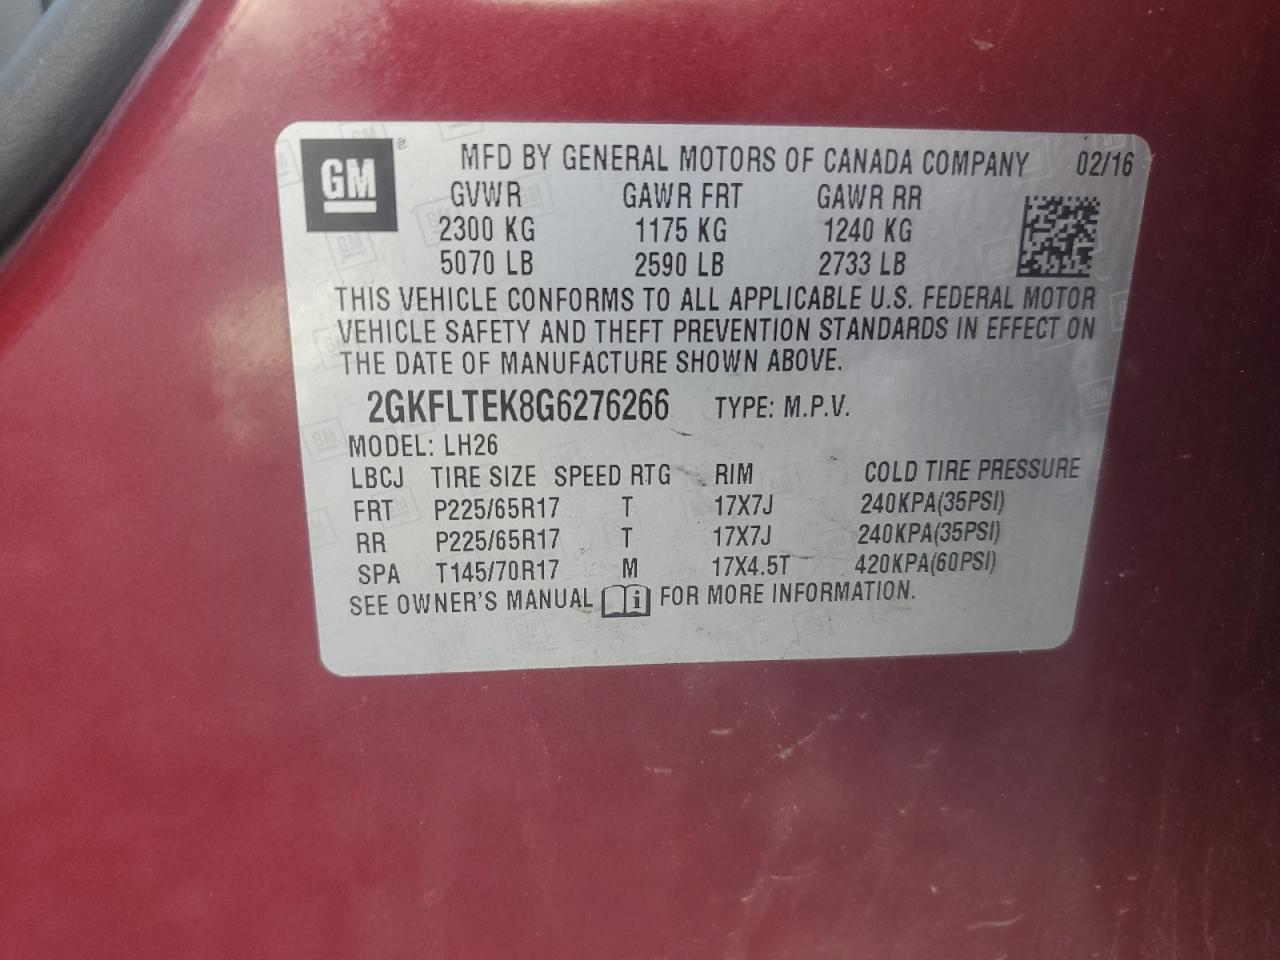 GM
MFD BY GENERAL MOTORS OF CANADA COMPANY 02/16
GVWR GAWR FRT GAWR RR
2300 KG 1175 KG 1240 KG
5070 LB 2590 LB 2733 LB
THIS VEHICLE CONFORMS TO ALL APPLICABLE U.S. FEDERAL MOTOR
VEHICLE SAFETY AND THEFT PREVENTION STANDARDS IN EFFECT ON
THE DATE OF MANUFACTURE SHOWN ABOVE.
2GKFLTEK8G6276266 TYPE: M.P.V.
MODEL: LH26
LBCJ TIRE SIZE SPEED RTG RIM COLD TIRE PRESSURE
FRT P225/65R17 T 17X7J 240KPA(35PSI)
RR P225/65R17 T 17X7J 240KPA(35PSI)
SPA T145/70R17 M 17X4.5T 420KPA(60PSI)
SEE OWNER'S MANUAL i FOR MORE INFORMATION.